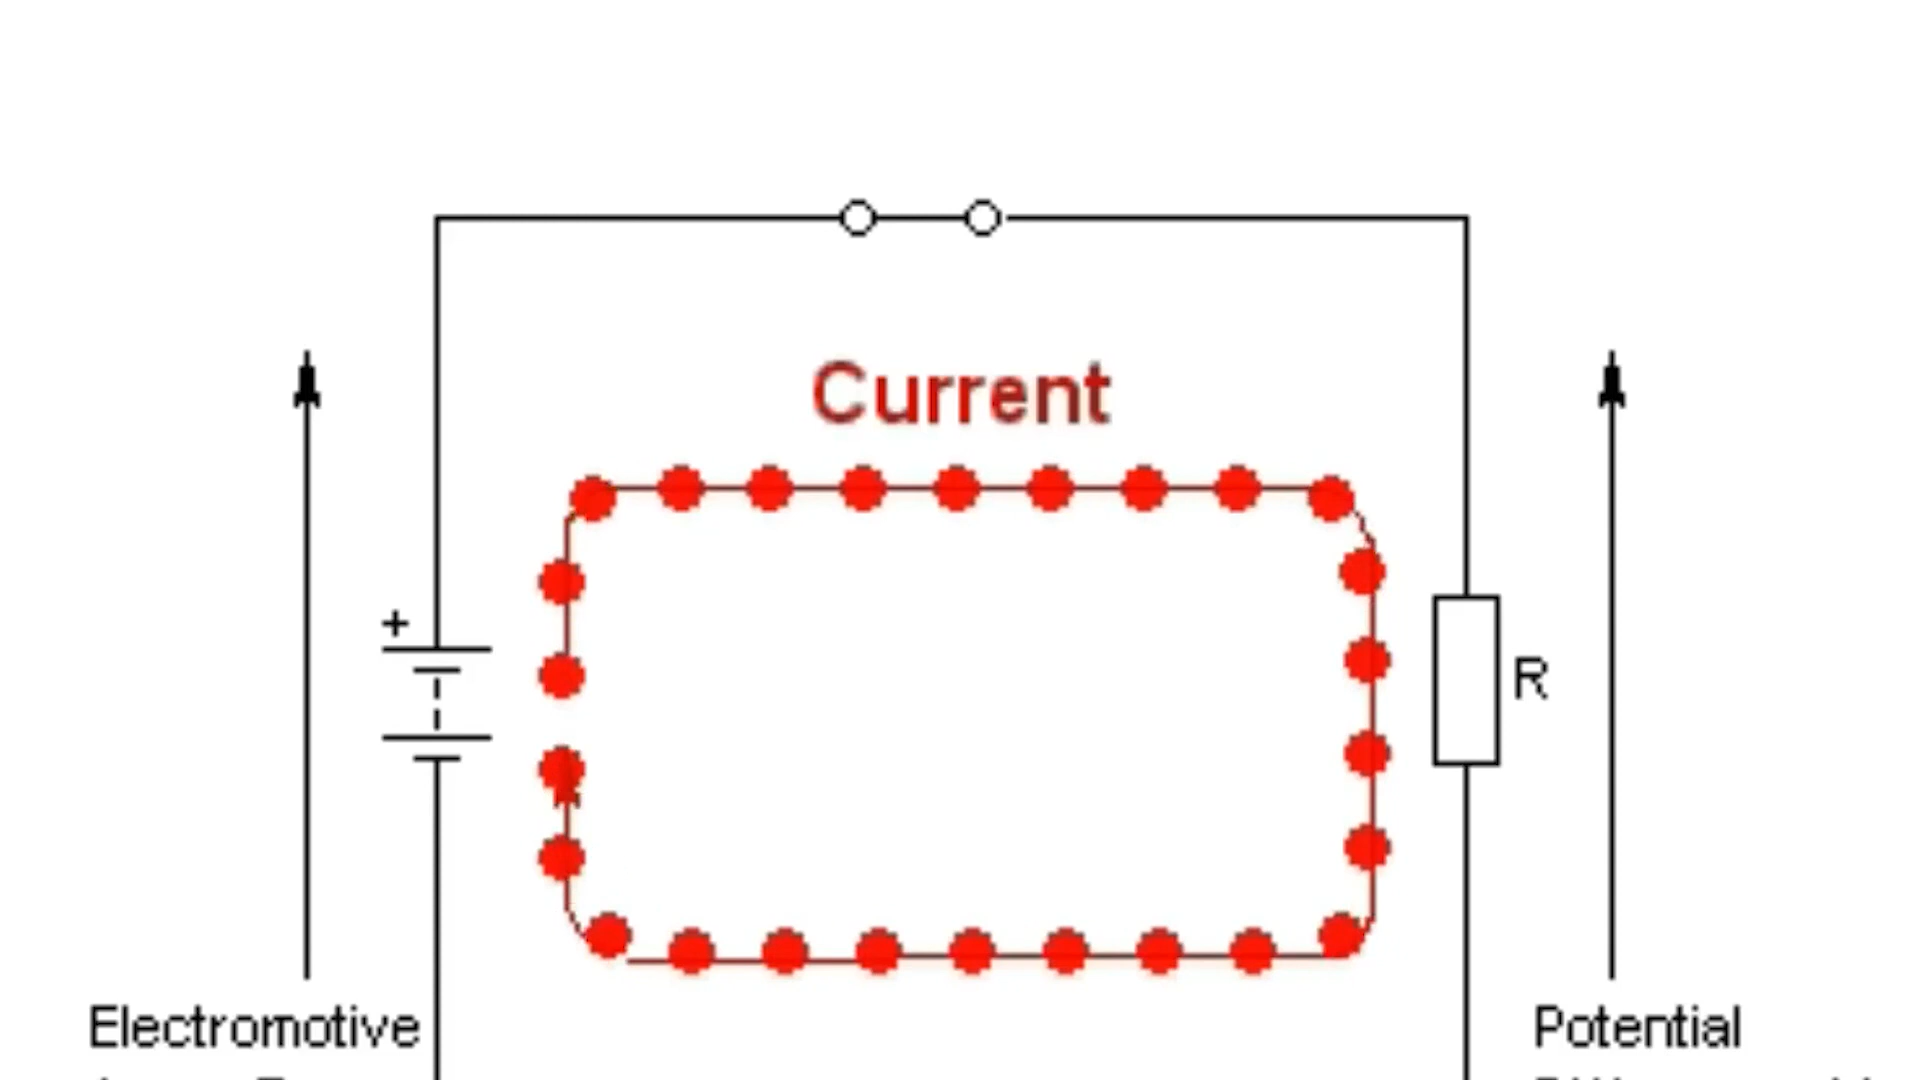 Current
+
R
Electromotive
Potential